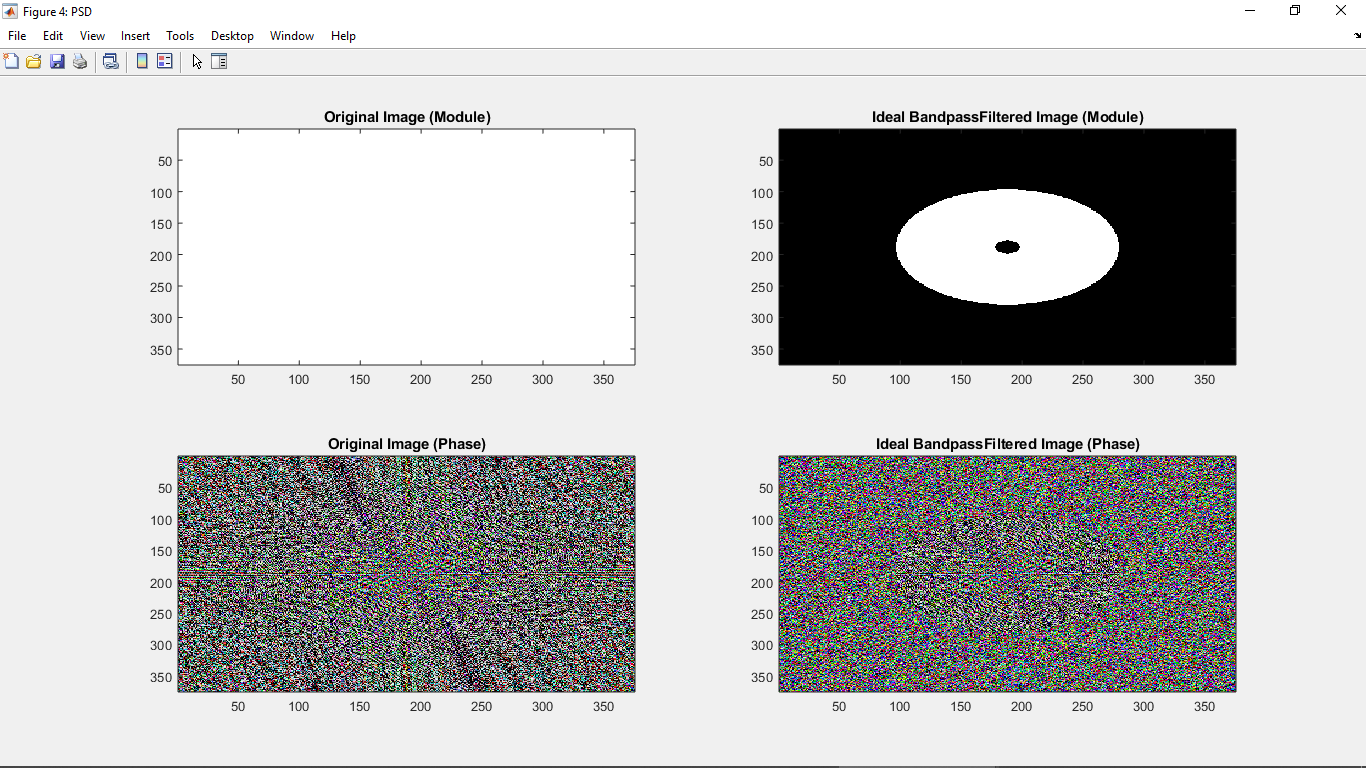 Figure 4: PSD
File Edit View Insert Tools Desktop Window Help
Original Image (Module)
50
100
150
200
250
300
350
50 100 150 200 250 300 350
Ideal BandpassFiltered Image (Module)
50
100
150
200
250
300
350
50 100 150 200 250 300 350
Original Image (Phase)
50
100
150
200
250
300
350
50 100 150 200 250 300 350
Ideal BandpassFiltered Image (Phase)
50
100
150
200
250
300
350
50 100 150 200 250 300 350